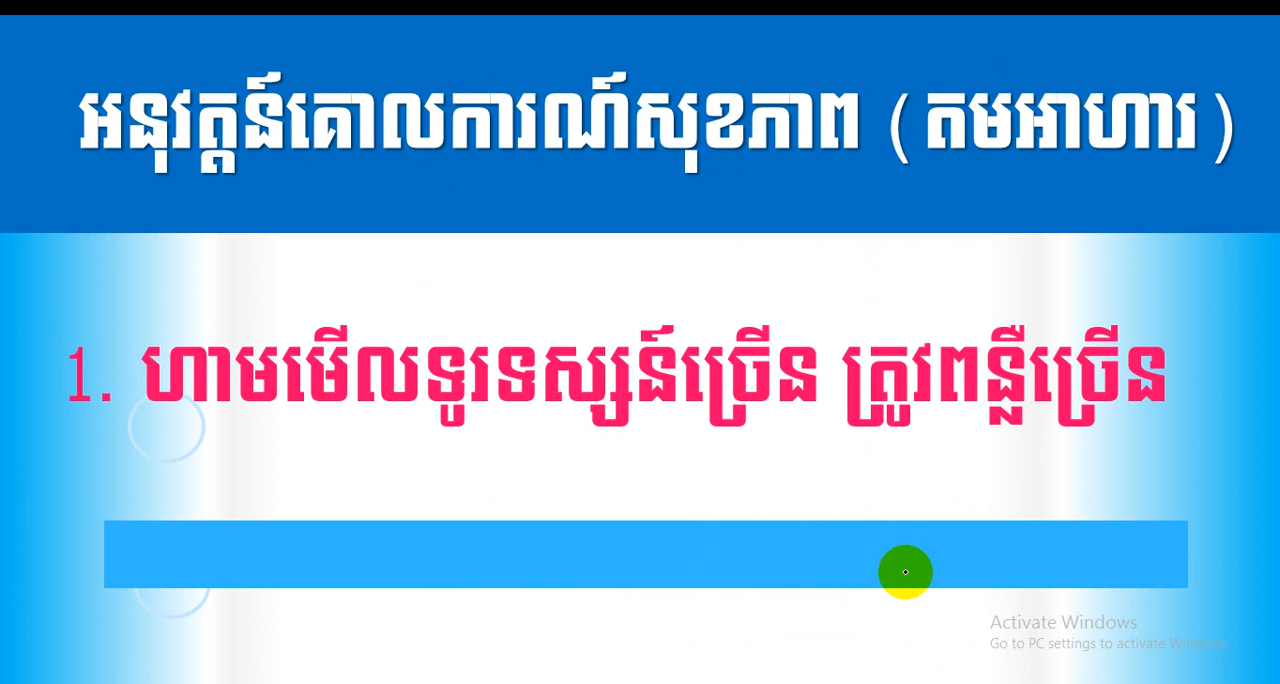 អនុវត្តន៍គោលការណ៍សុខភាព (តមអាហារ)
1. ហាមមើលទូរទស្សន៍ច្រើន ត្រូវពន្លឺច្រើន
Activate Windows
Go to PC settings to activate Windows.